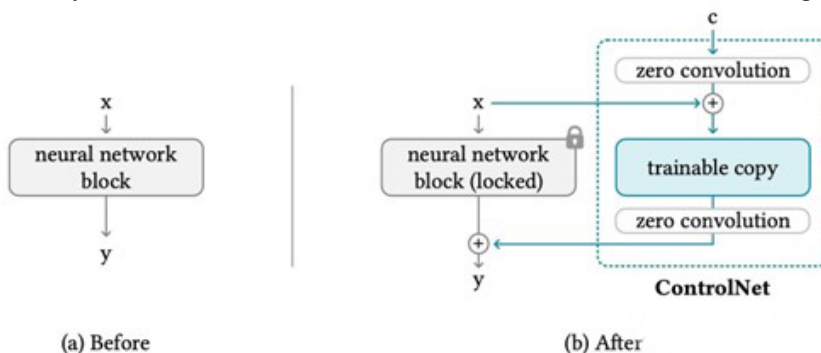 x
neural network
block
y
(a) Before
x
neural network
block (locked)
y
c
zero convolution
+
trainable copy
zero convolution
+
ControlNet
(b) After